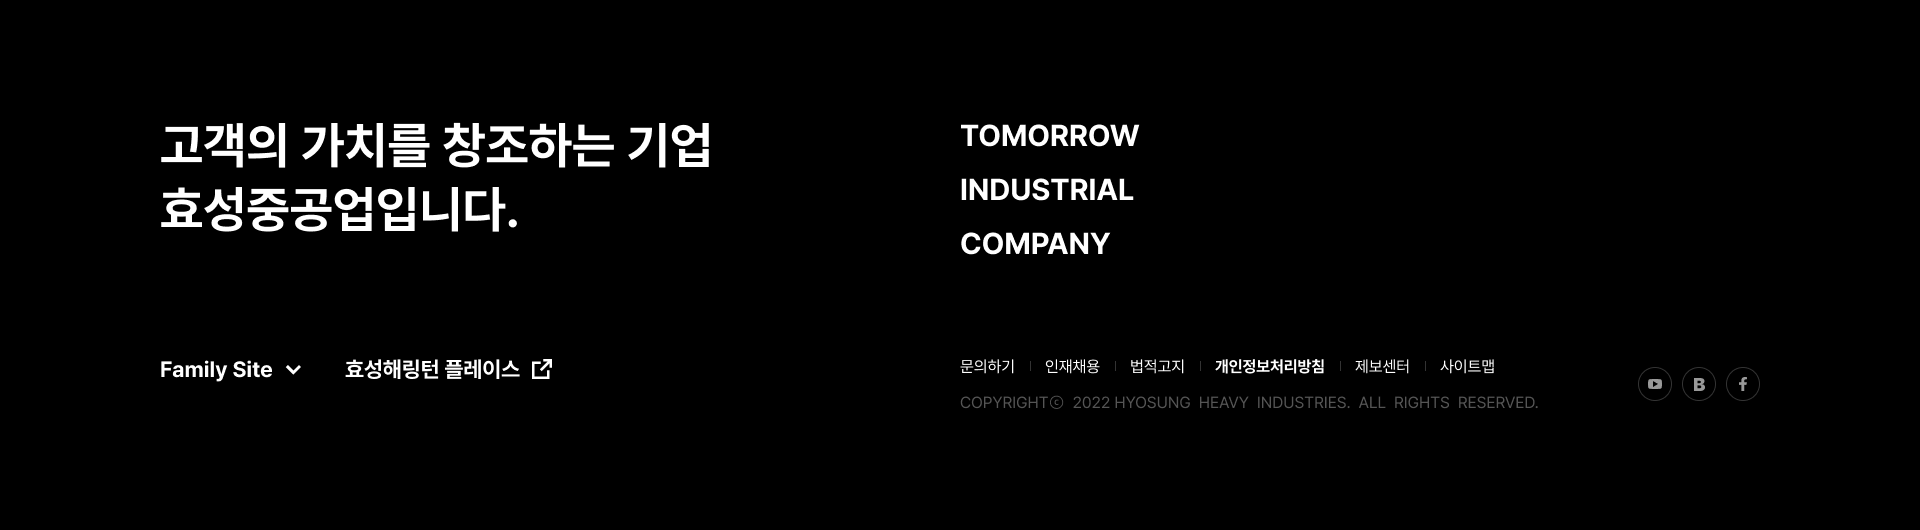 고객의 가치를 창조하는 기업
효성중공업입니다.
TOMORROW
INDUSTRIAL
COMPANY
Family Site
효성해링턴 플레이스
문의하기 | 인재채용 | 법적고지 | 개인정보처리방침 | 제보센터 | 사이트맵
COPYRIGHTⓒ 2022 HYOSUNG HEAVY INDUSTRIES. ALL RIGHTS RESERVED.